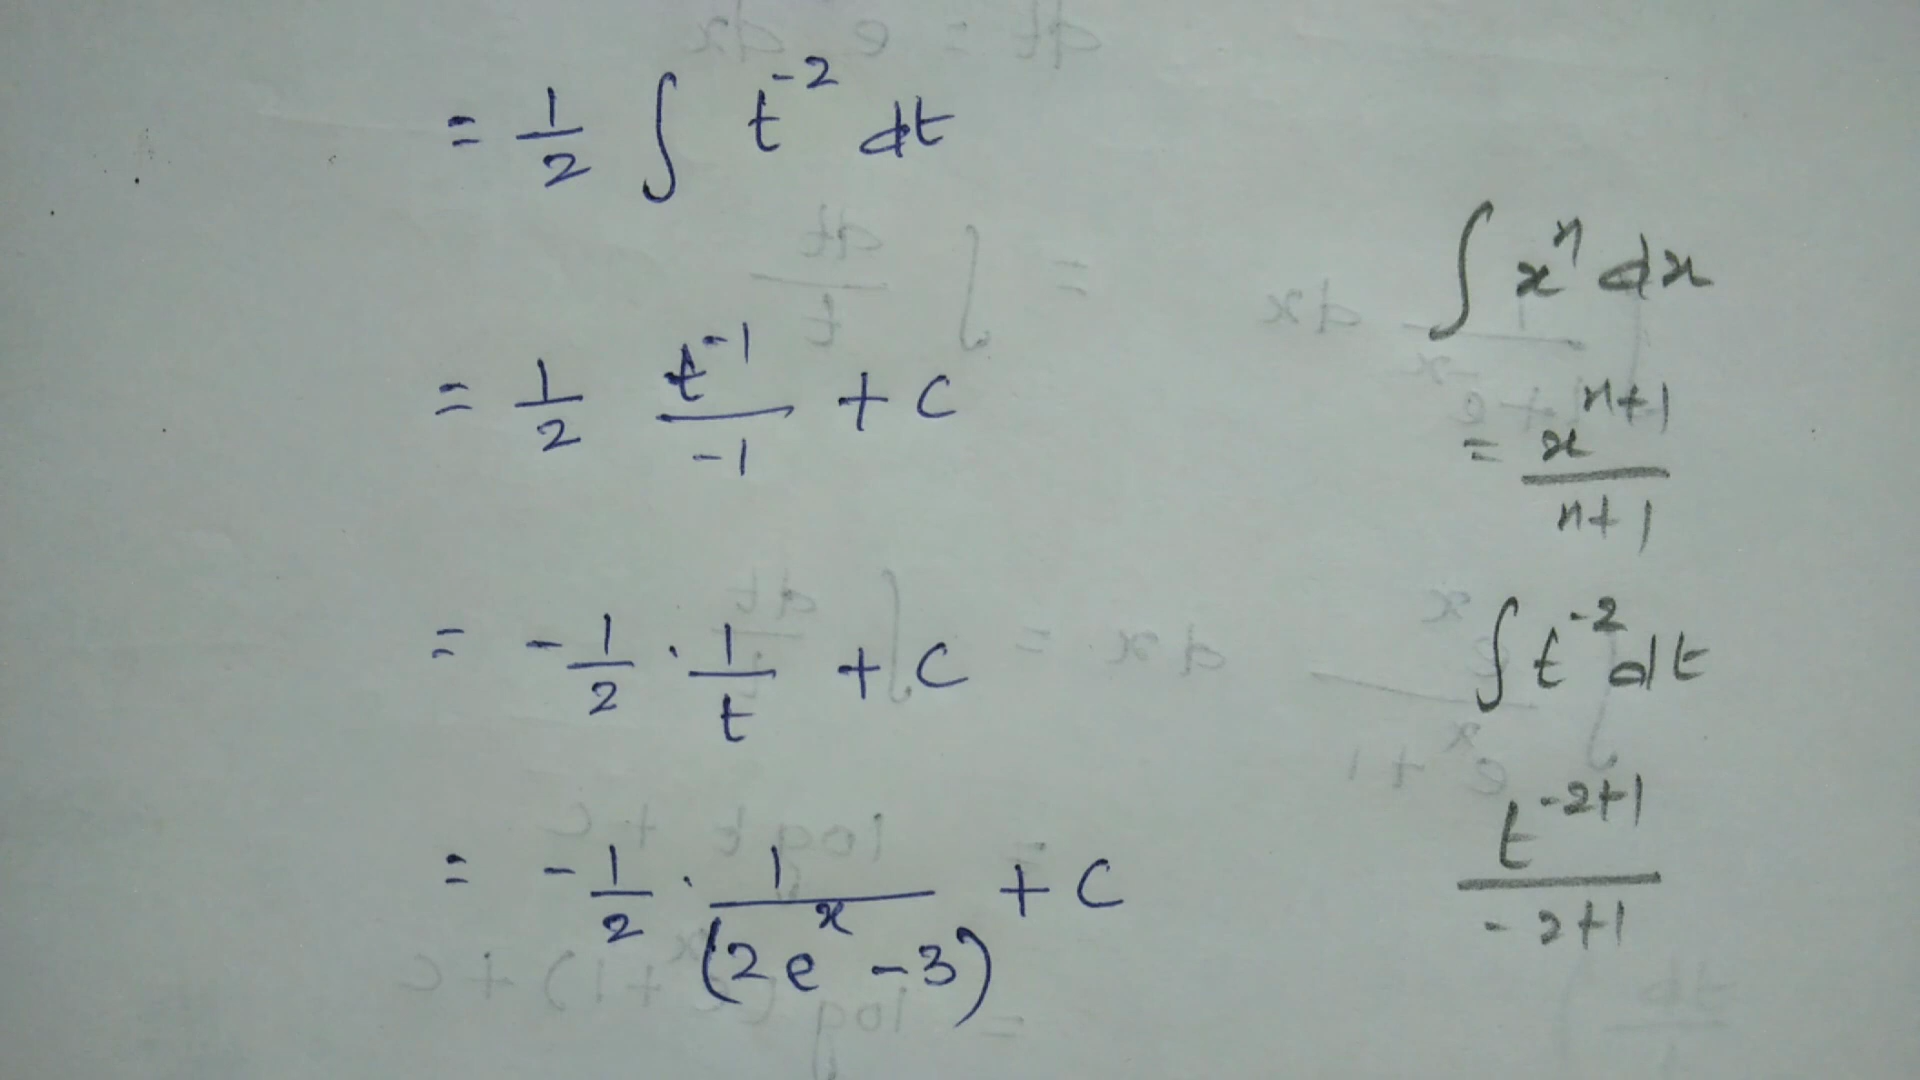 = 1/2 ∫ t^-2 dt
= 1/2 t^-1/-1 + c
= -1/2 · 1/t + c
= -1/2 · 1/(2e^x - 3) + c
∫ x^n dx
= x^n+1/n+1
∫ t^-2 dt
t^-2+1/-2+1